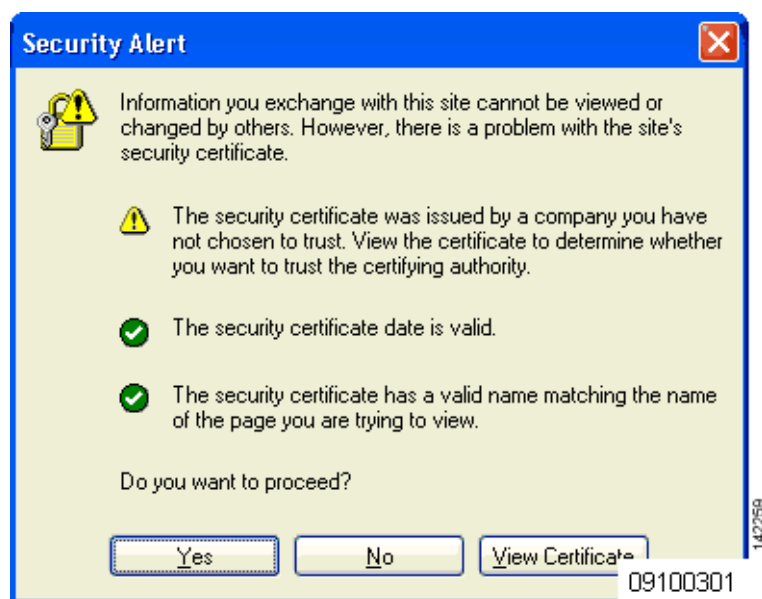 Security Alert
Information you exchange with this site cannot be viewed or
changed by others. However, there is a problem with the site's
security certificate.
The security certificate was issued by a company you have
not chosen to trust. View the certificate to determine whether
you want to trust the certifying authority.
The security certificate date is valid.
The security certificate has a valid name matching the name
of the page you are trying to view.
Do you want to proceed?
Yes
No
View Certificate
142259
09100301